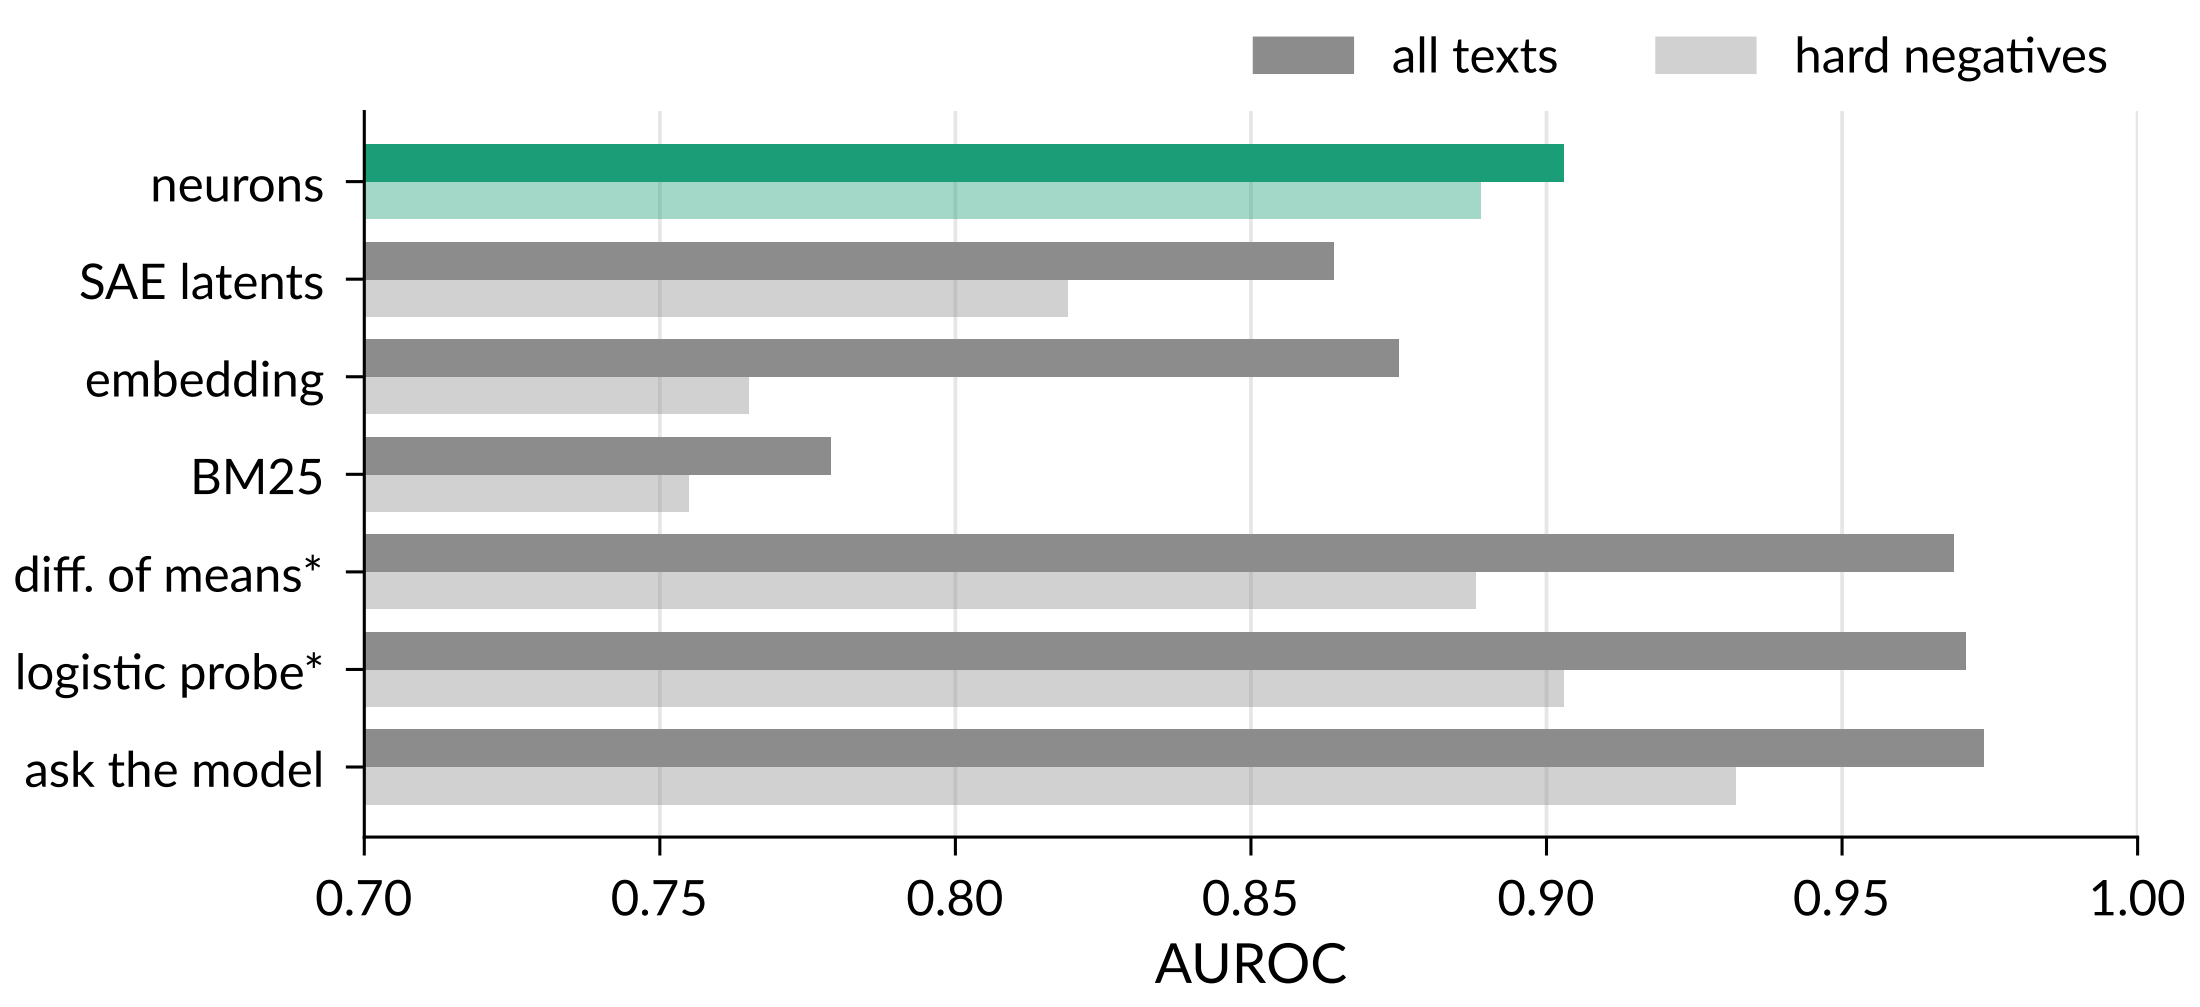 all texts hard negatives
neurons
SAE latents
embedding
BM25
diff. of means*
logistic probe*
ask the model
0.70 0.75 0.80 0.85 0.90 0.95 1.00
AUROC